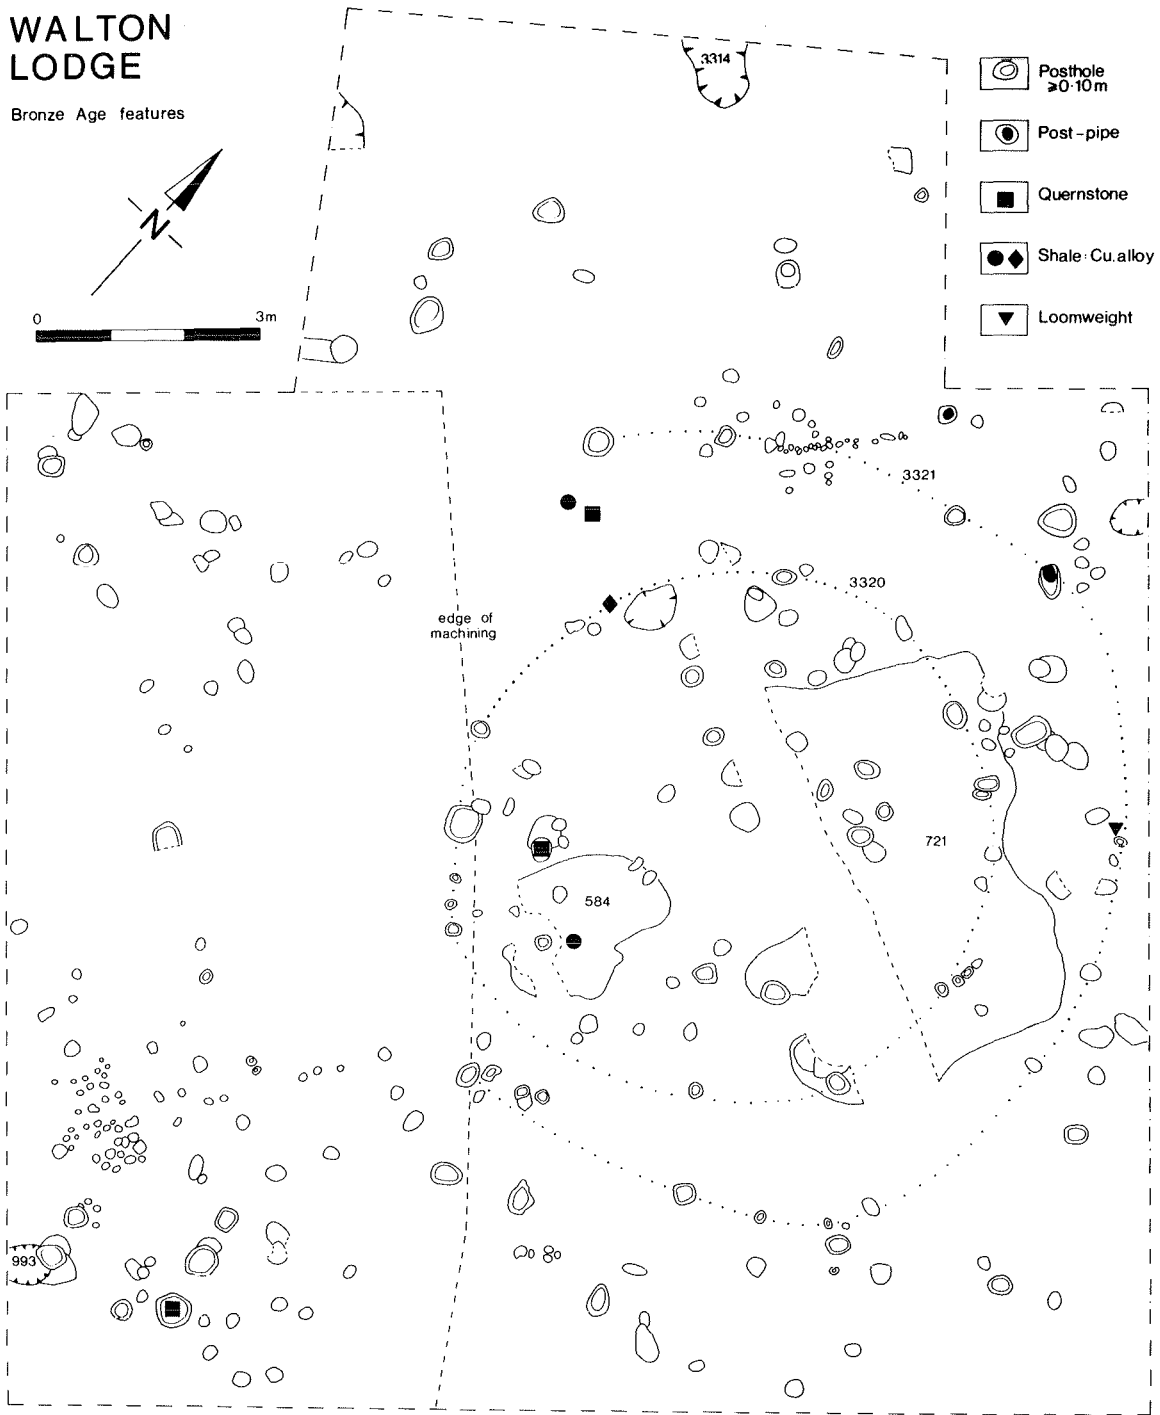 WALTON
LODGE
Bronze Age features
N
0 3m
3314
Posthole
≥0·10m
Post-pipe
Quernstone
Shale: Cu.alloy
Loomweight
3321
3320
edge of
machining
721
584
993